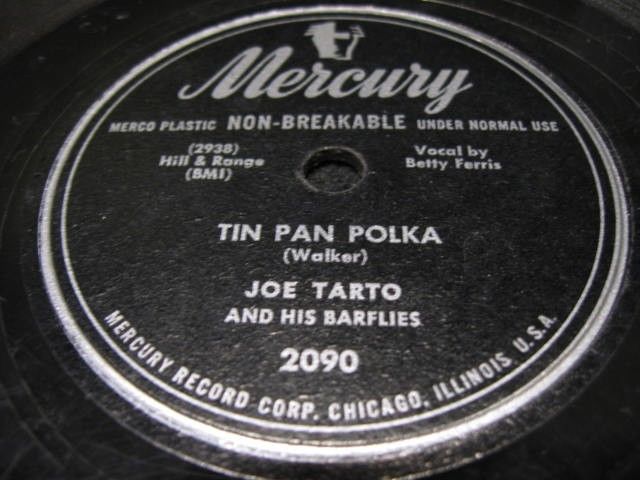 Mercury
MERCO PLASTIC NON-BREAKABLE UNDER NORMAL USE
(2938)
Hill & Range
(BMI)
Vocal by
Betty Ferris
TIN PAN POLKA
(Walker)
JOE TARTO
AND HIS BARFLIES
2090
MERCURY RECORD CORP. CHICAGO, ILLINOIS U.S.A.